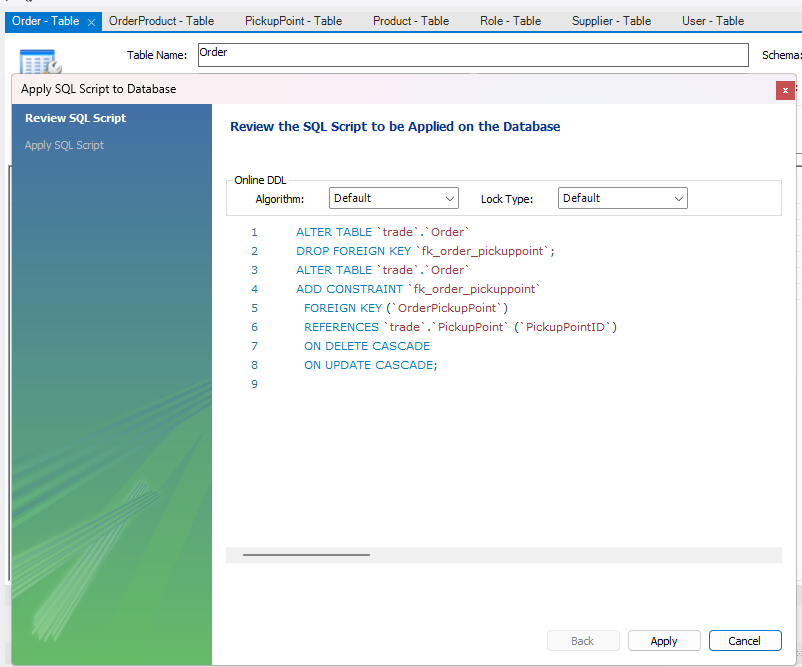 Order - Table ×
OrderProduct - Table
PickupPoint - Table
Product - Table
Role - Table
Supplier - Table
User - Table
Table Name: Order
Schema:
Apply SQL Script to Database
x
Review SQL Script
Apply SQL Script
Review the SQL Script to be Applied on the Database
Online DDL
Algorithm: Default
Lock Type: Default
1 ALTER TABLE `trade`.`Order`
2 DROP FOREIGN KEY `fk_order_pickuppoint`;
3 ALTER TABLE `trade`.`Order`
4 ADD CONSTRAINT `fk_order_pickuppoint`
5 FOREIGN KEY (`OrderPickupPoint`)
6 REFERENCES `trade`.`PickupPoint` (`PickupPointID`)
7 ON DELETE CASCADE
8 ON UPDATE CASCADE;
9
Back
Apply
Cancel